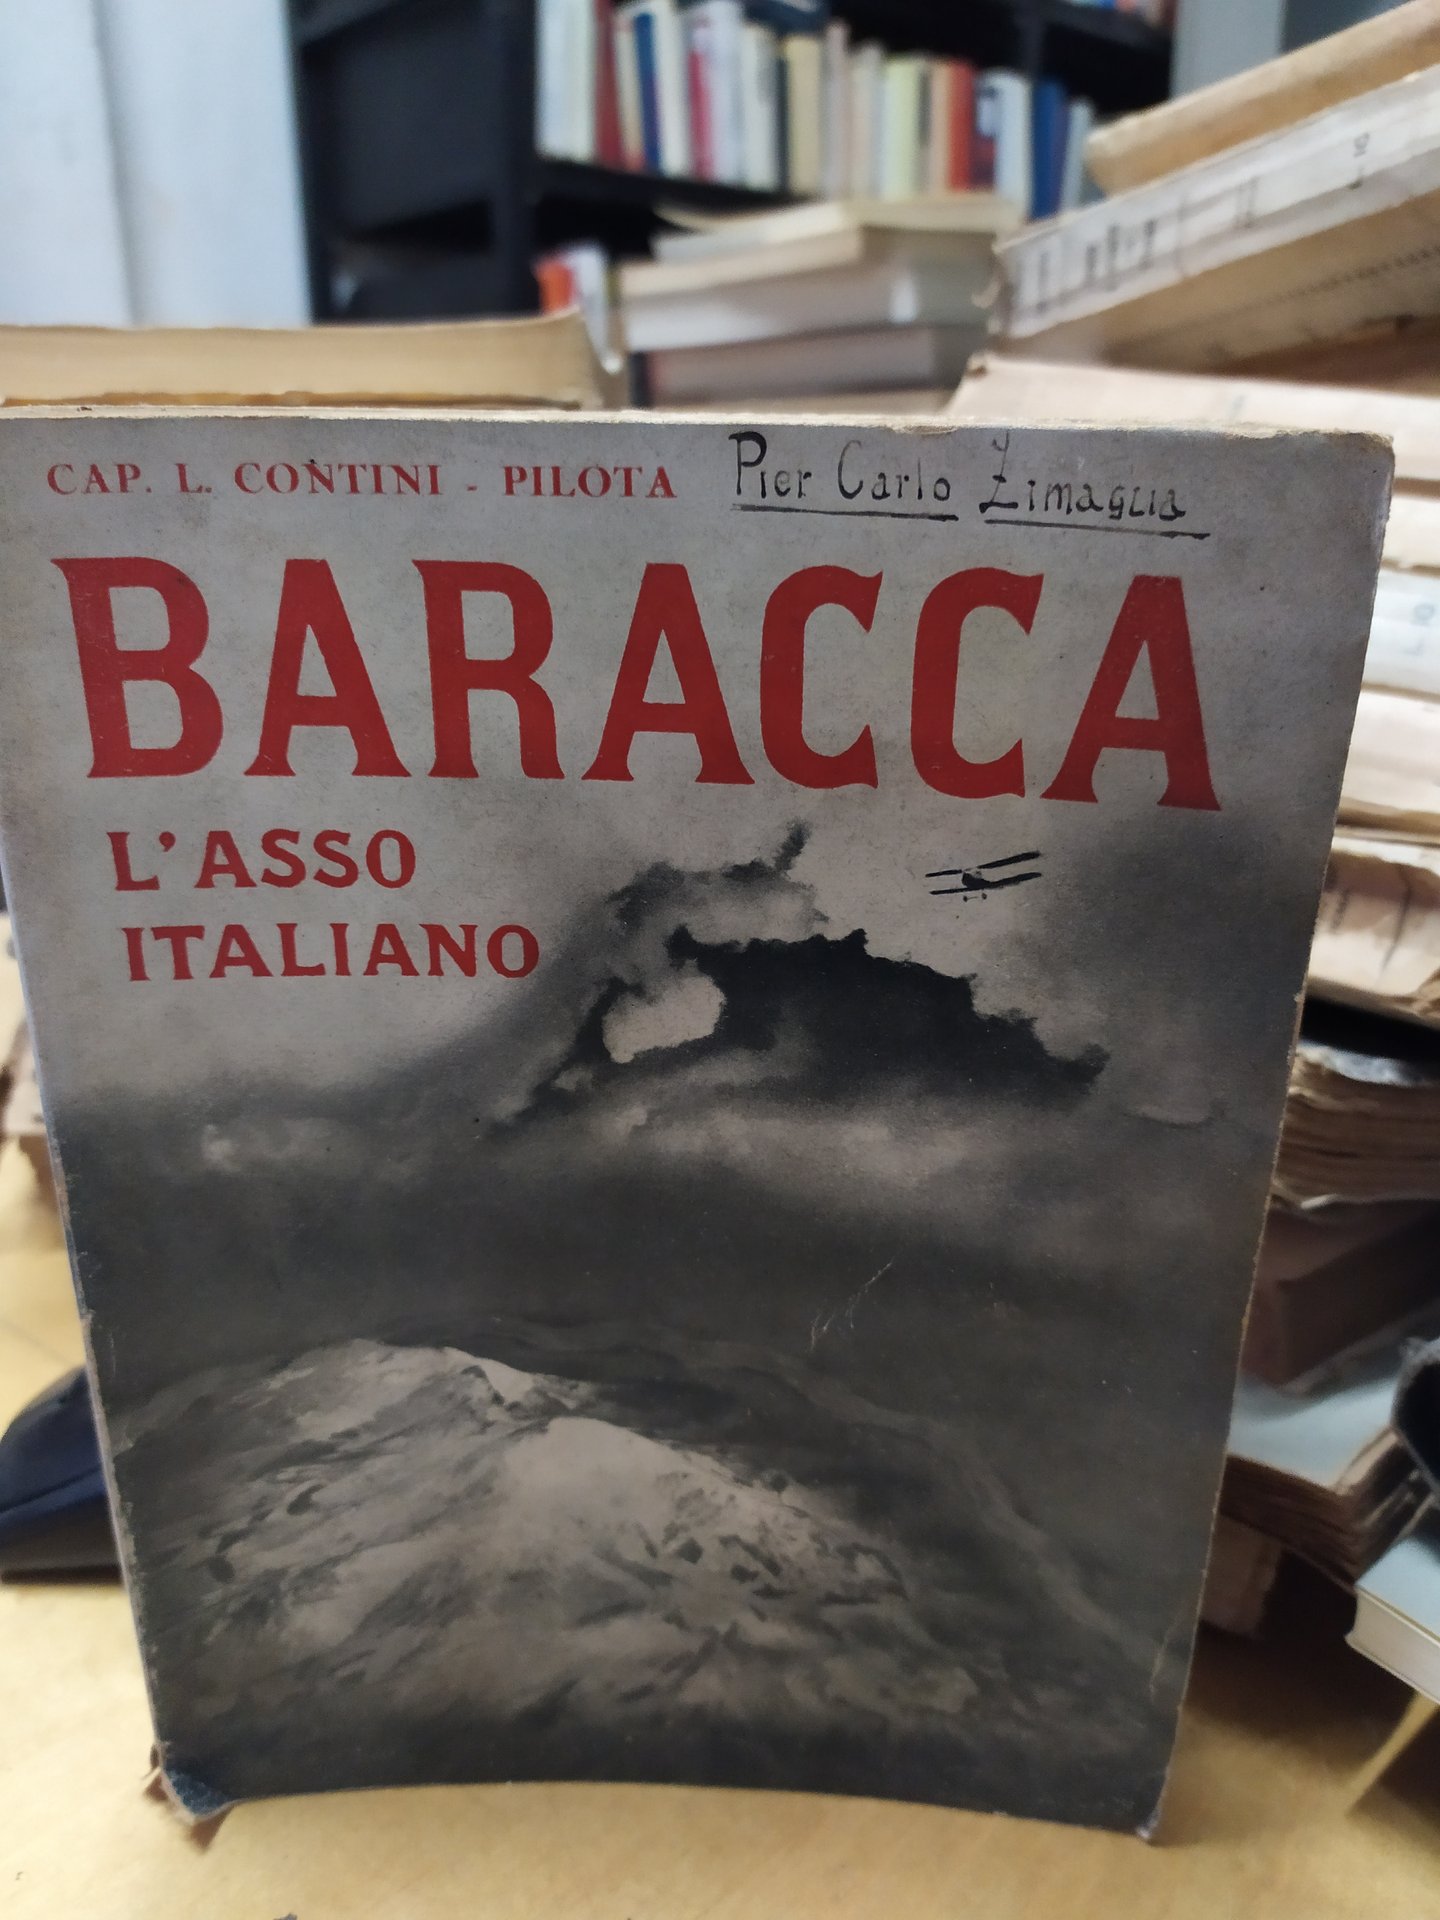 CAP. L. CONTINI - PILOTA
Pier Carlo Zimaglia
BARACCA
L'ASSO
ITALIANO